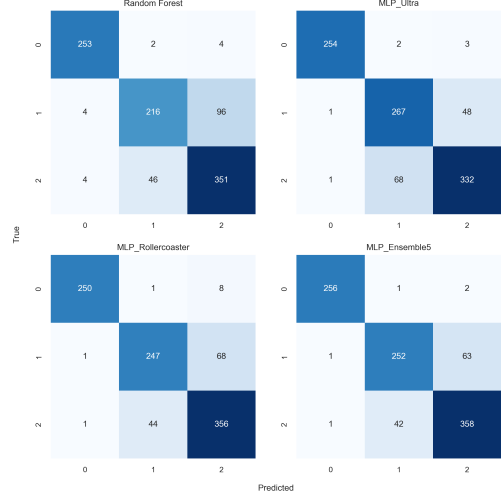 Random Forest
MLP_Ultra
0 253 2 4
0 254 2 3
1 4 216 96
1 1 267 48
2 4 46 351
2 1 68 332
0 1 2
0 1 2
True
MLP_Rollercoaster
MLP_Ensemble5
0 250 1 8
0 256 1 2
1 1 247 68
1 1 252 63
2 1 44 356
2 1 42 358
0 1 2
0 1 2
Predicted